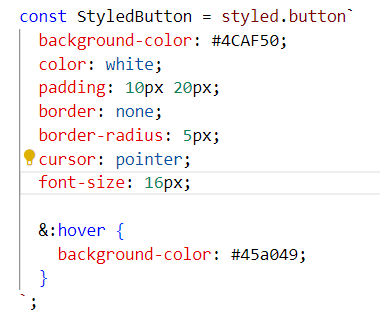 const StyledButton = styled.button`
  background-color: #4CAF50;
  color: white;
  padding: 10px 20px;
  border: none;
  border-radius: 5px;
  cursor: pointer;
  font-size: 16px;

  &:hover {
    background-color: #45a049;
  }
`;